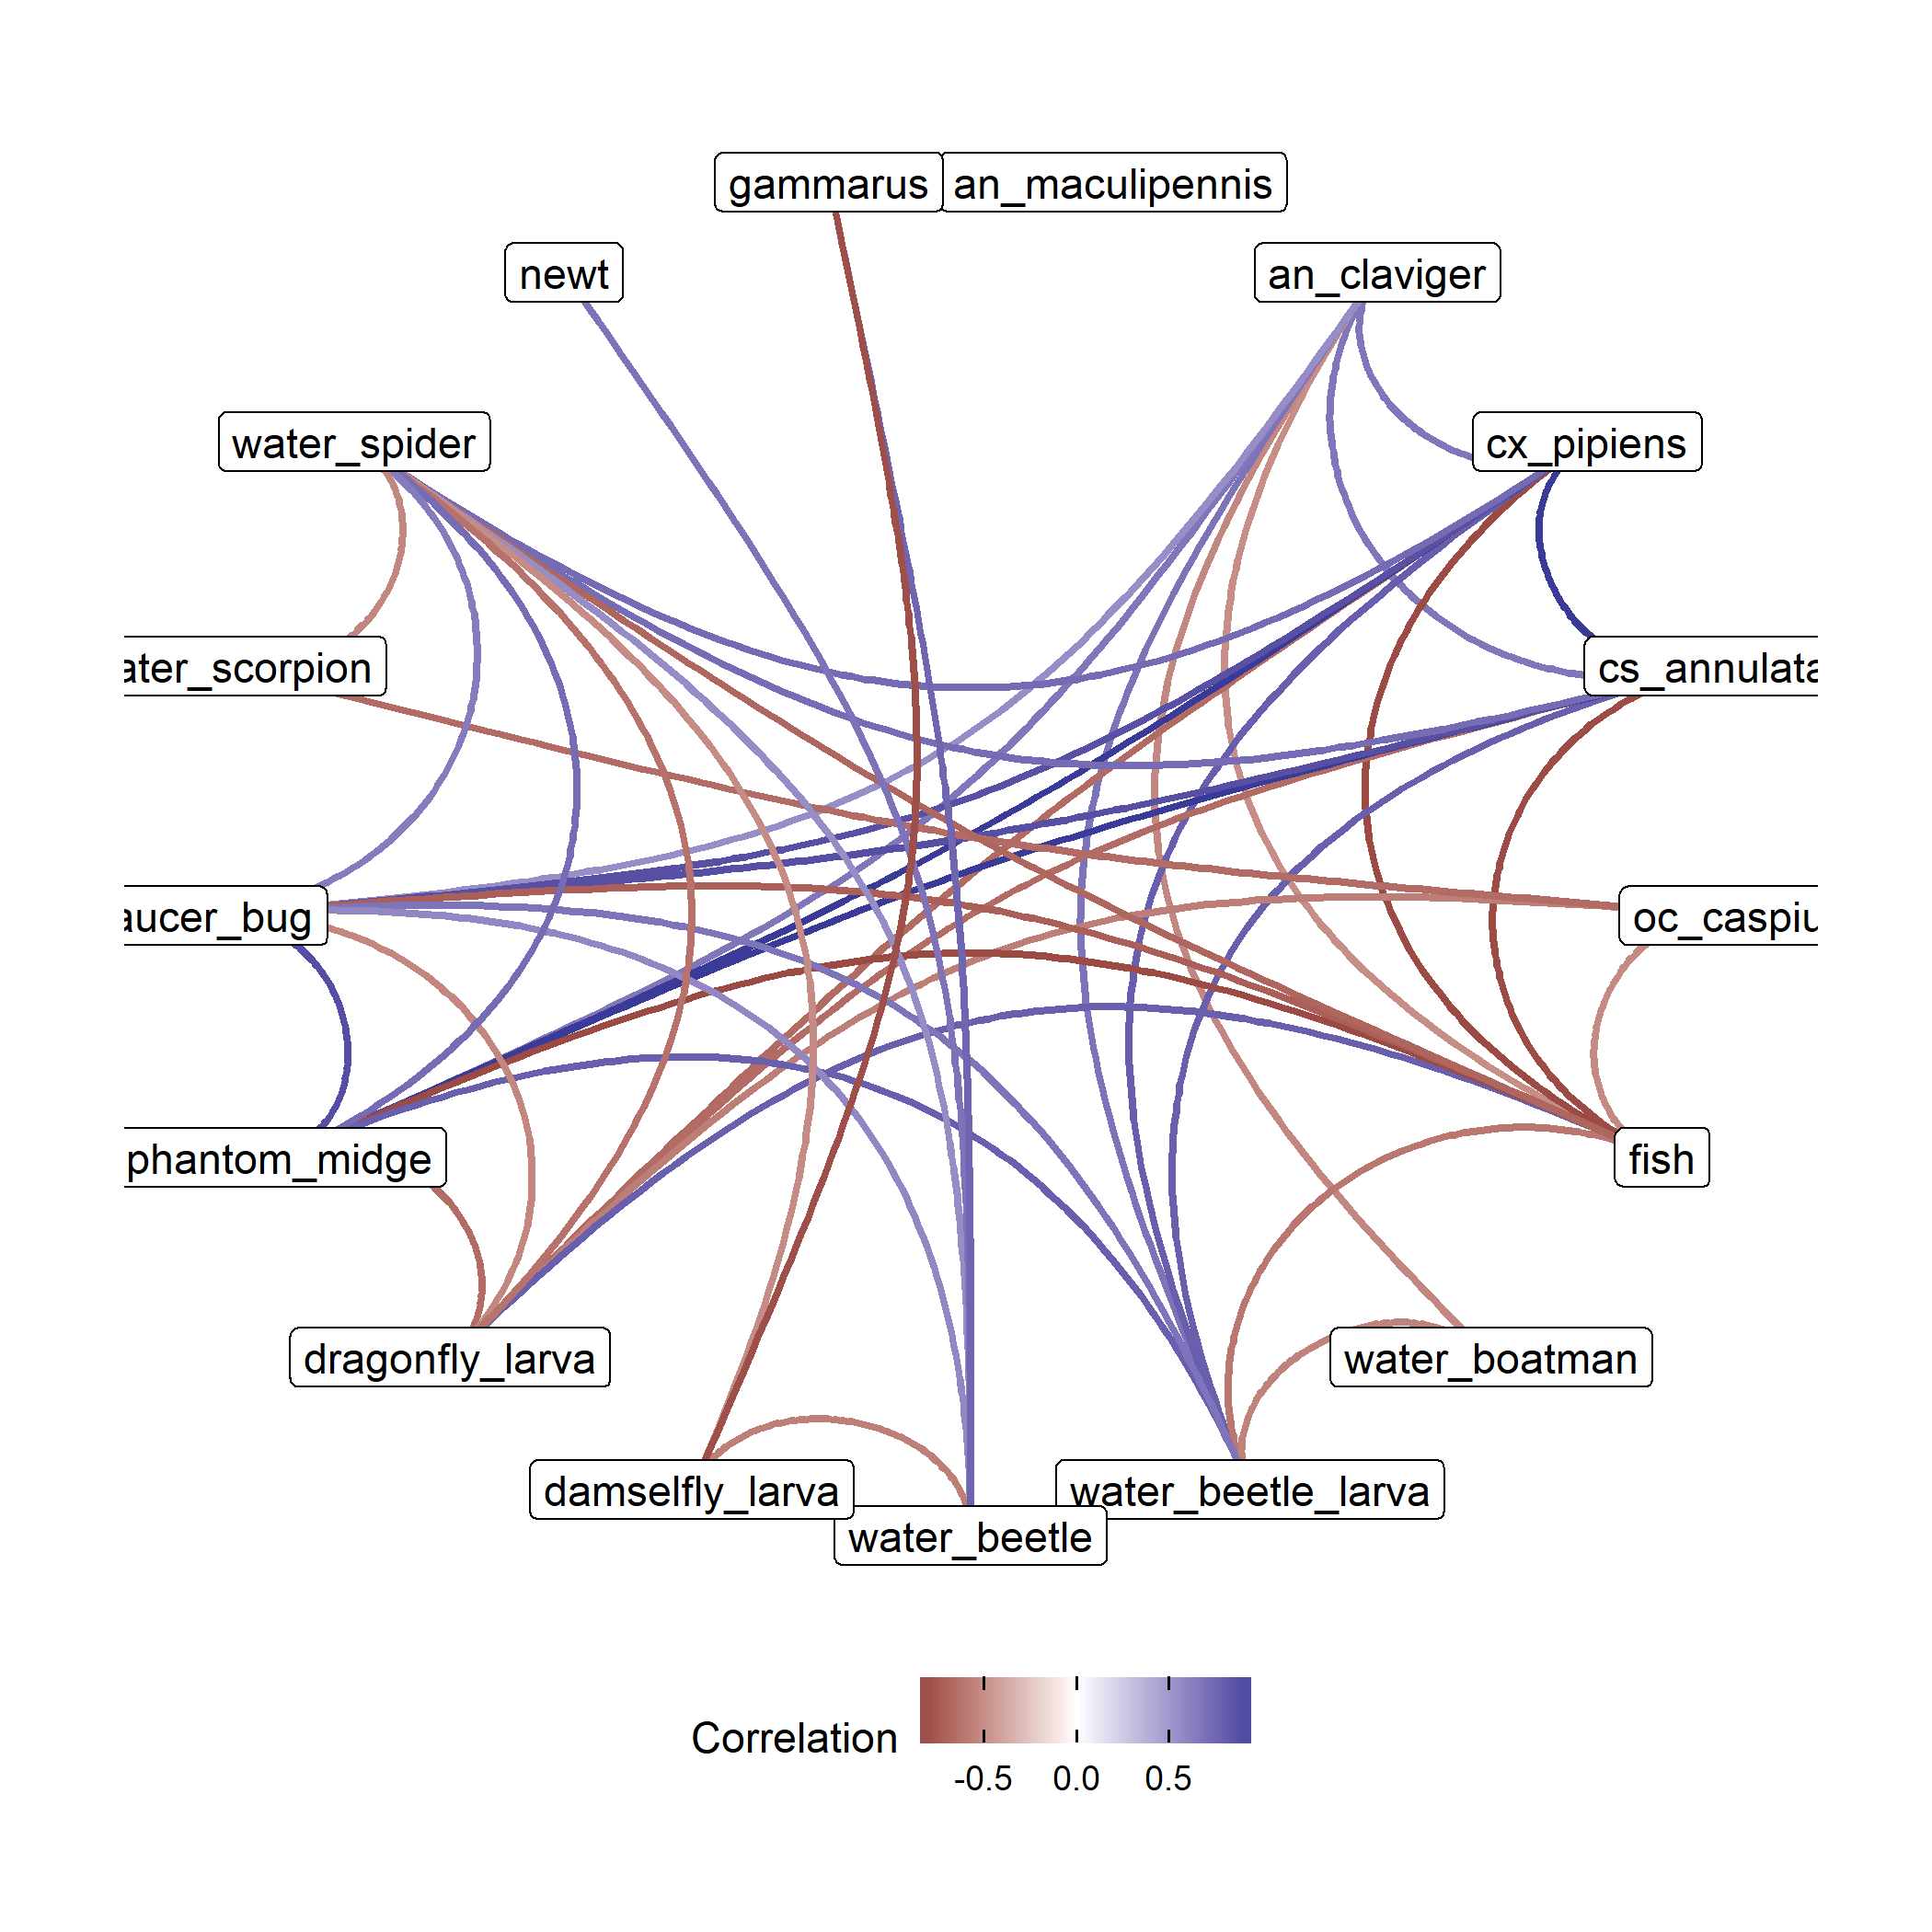 gammarus
an_maculipennis
newt
an_claviger
water_spider
cx_pipiens
ater_scorpion
cs_annulata
aucer_bug
oc_caspiu
phantom_midge
fish
dragonfly_larva
water_boatman
damselfly_larva
water_beetle_larva
water_beetle
Correlation
-0.5 0.0 0.5